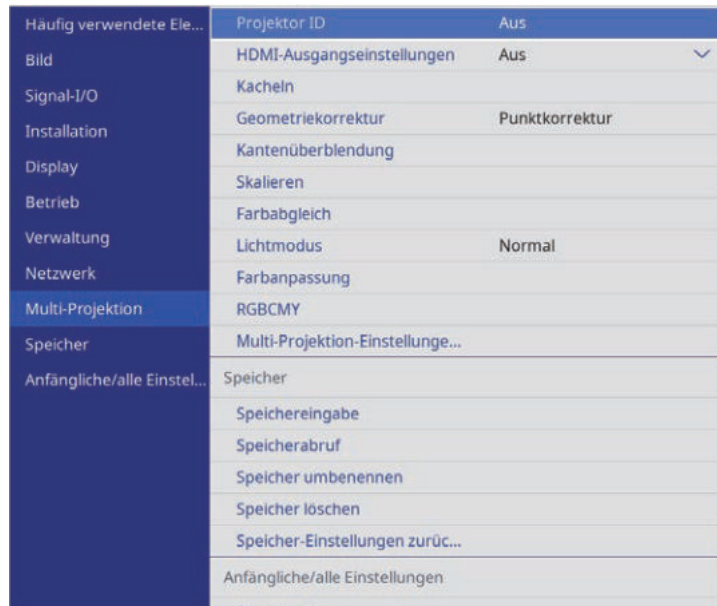 Häufig verwendete Ele...
Bild
Signal-I/O
Installation
Display
Betrieb
Verwaltung
Netzwerk
Multi-Projektion
Speicher
Anfängliche/alle Einstel...
Projektor ID Aus
HDMI-Ausgangseinstellungen Aus
Kacheln
Geometriekorrektur Punktkorrektur
Kantenüberblendung
Skalieren
Farbabgleich
Lichtmodus Normal
Farbanpassung
RGBCMY
Multi-Projektion-Einstellunge...
Speicher
Speichereingabe
Speicherabruf
Speicher umbenennen
Speicher löschen
Speicher-Einstellungen zurüc...
Anfängliche/alle Einstellungen